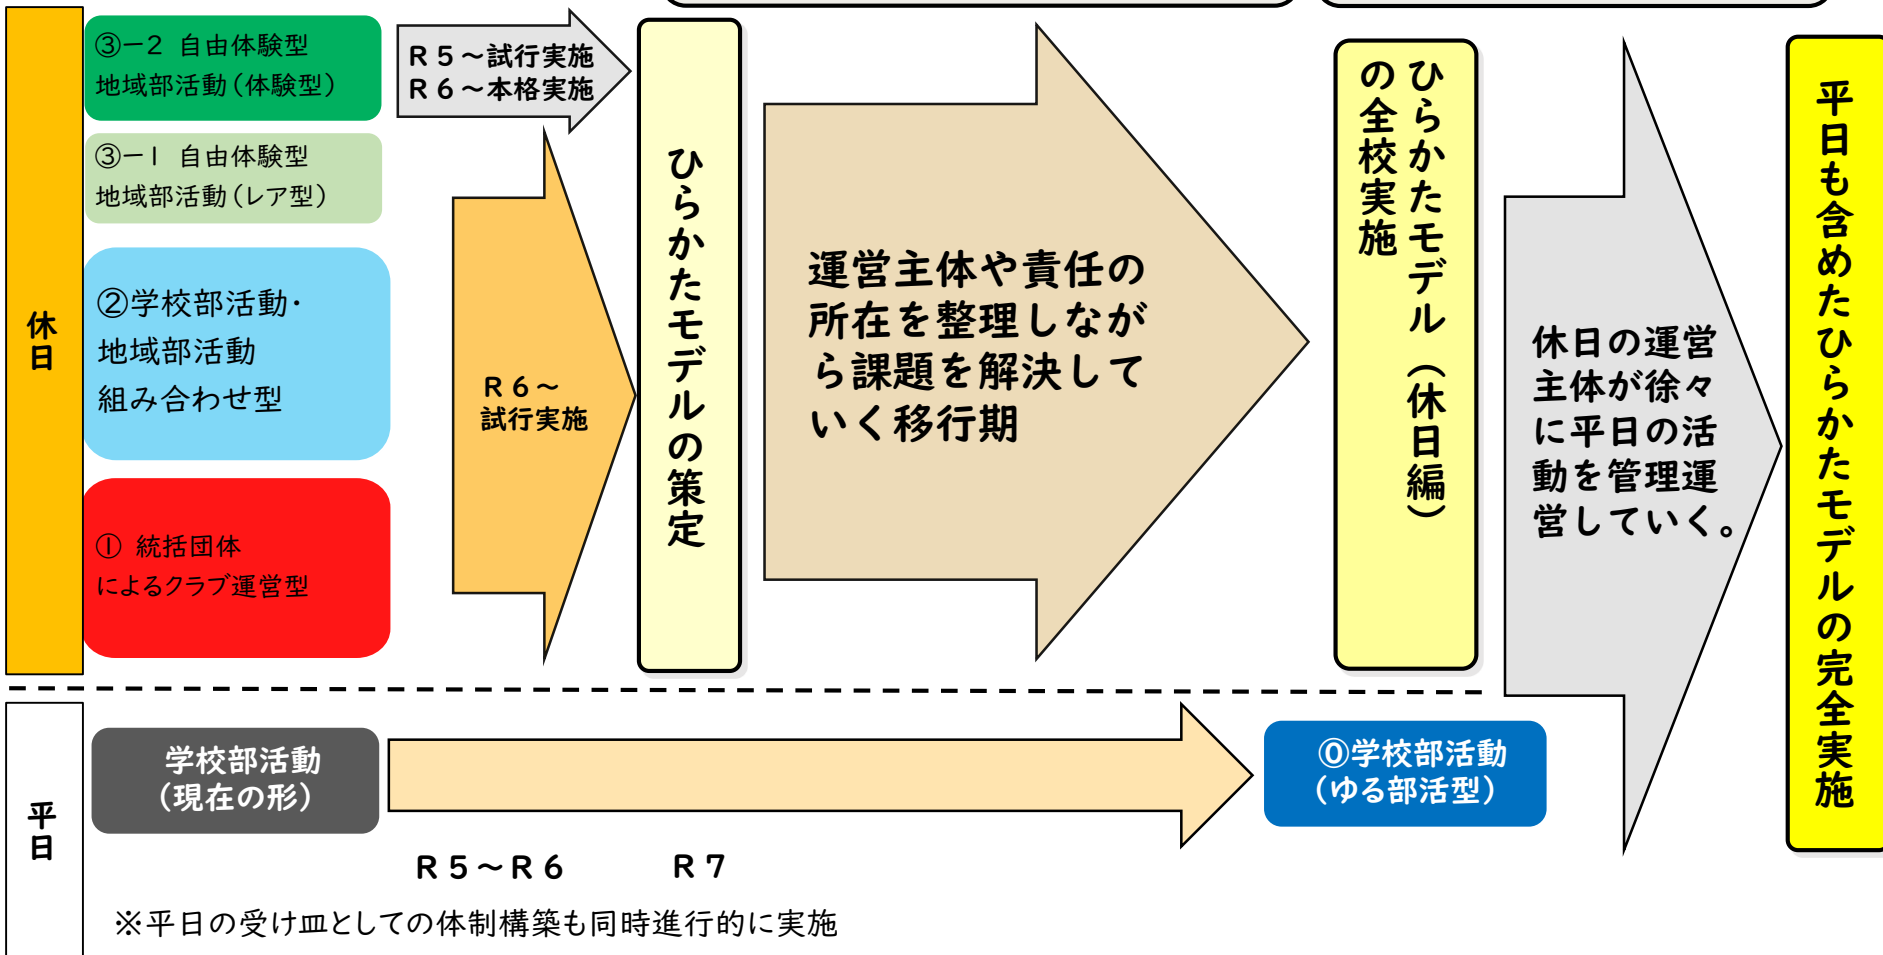 休日
③ー2 自由体験型
地域部活動(体験型)
③ー1 自由体験型
地域部活動(レア型)
②学校部活動・
地域部活動
組み合わせ型
① 統括団体
によるクラブ運営型
R5～試行実施
R6～本格実施
R6～
試行実施
ひらかたモデルの策定
運営主体や責任の
所在を整理しなが
ら課題を解決して
いく移行期
ひらかたモデル（休日編）
の全校実施
休日の運営
主体が徐々
に平日の活
動を管理運
営していく。
平日も含めたひらかたモデルの完全実施
平日
学校部活動
(現在の形)
⓪学校部活動
(ゆる部活型)
R5～R6
R7
※平日の受け皿としての体制構築も同時進行的に実施